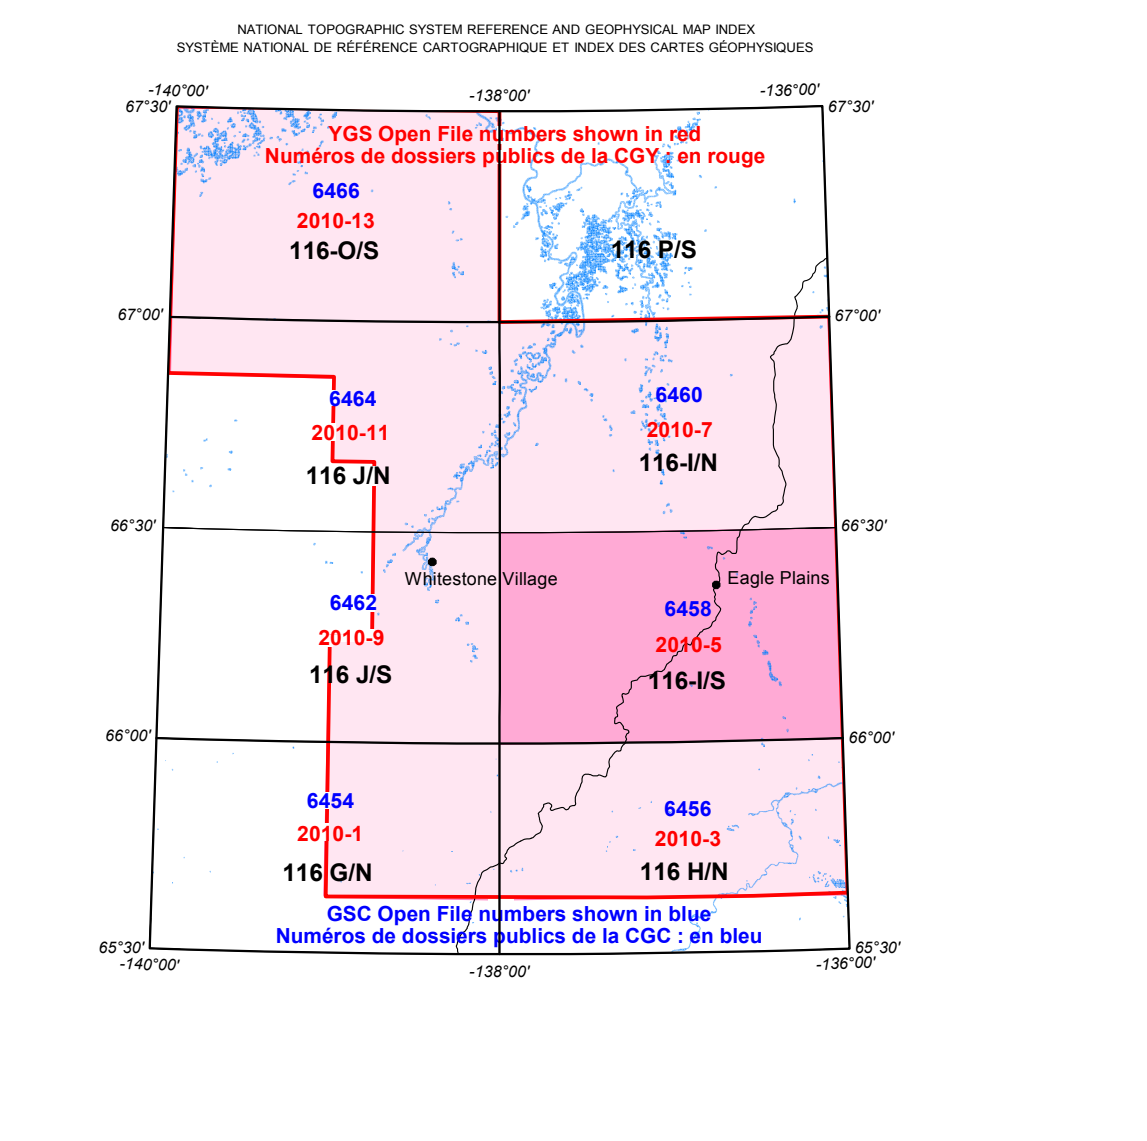 NATIONAL TOPOGRAPHIC SYSTEM REFERENCE AND GEOPHYSICAL MAP INDEX
SYSTÈME NATIONAL DE RÉFÉRENCE CARTOGRAPHIQUE ET INDEX DES CARTES GÉOPHYSIQUES
-140°00' -138°00' -136°00'
67°30' 67°30'
YGS Open File numbers shown in red
Numéros de dossiers publics de la CGY : en rouge
6466
2010-13
116-O/S
116 P/S
67°00' 67°00'
6464
2010-11
116 J/N
6460
2010-7
116-I/N
66°30' 66°30'
Whitestone Village
Eagle Plains
6462
2010-9
116 J/S
6458
2010-5
116-I/S
66°00' 66°00'
6454
2010-1
116 G/N
6456
2010-3
116 H/N
GSC Open File numbers shown in blue
Numéros de dossiers publics de la CGC : en bleu
65°30' 65°30'
-140°00' -138°00' -136°00'